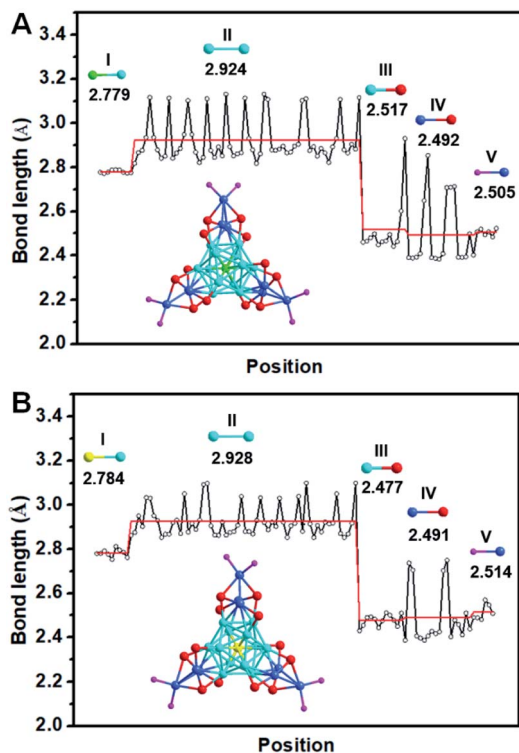 A
Bond length (Å)
3.4
3.2
3.0
2.8
2.6
2.4
2.2
2.0
I
2.779
II
2.924
III
2.517
IV
2.492
V
2.505
Position
B
Bond length (Å)
3.4
3.2
3.0
2.8
2.6
2.4
2.2
2.0
I
2.784
II
2.928
III
2.477
IV
2.491
V
2.514
Position